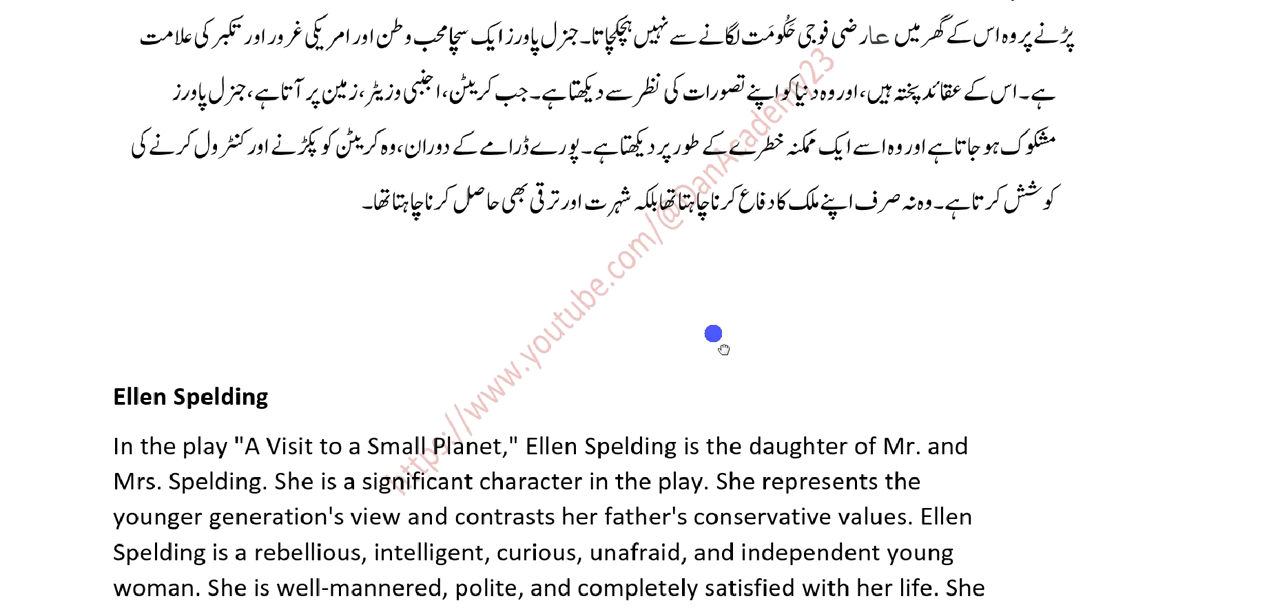 پڑنے پر وہ اس کے گھر میں عارضی فوجی حُکُومَت لگانے سے نہیں ہچکچاتا۔ جنرل پاورز ایک سچا محب وطن اور امریکی غرور اور تکبر کی علامت
ہے۔ اس کے عقائد پختہ ہیں، اور وہ دنیا کو اپنے تصورات کی نظر سے دیکھتا ہے۔ جب کریٹن، اجنبی وزیٹر، زمین پر آتا ہے، جنرل پاورز
مشکوک ہو جاتا ہے اور وہ اسے ایک ممکنہ خطرے کے طور پر دیکھتا ہے۔ پورے ڈرامے کے دوران، وہ کریٹن کو پکڑنے اور کنٹرول کرنے کی
کوشش کرتا ہے۔ وہ نہ صرف اپنے ملک کا دفاع کرنا چاہتا تھا بلکہ شہرت اور ترقی بھی حاصل کرنا چاہتا تھا۔
https://www.youtube.com/@QanAcademy23
Ellen Spelding
In the play "A Visit to a Small Planet," Ellen Spelding is the daughter of Mr. and
Mrs. Spelding. She is a significant character in the play. She represents the
younger generation's view and contrasts her father's conservative values. Ellen
Spelding is a rebellious, intelligent, curious, unafraid, and independent young
woman. She is well-mannered, polite, and completely satisfied with her life. She